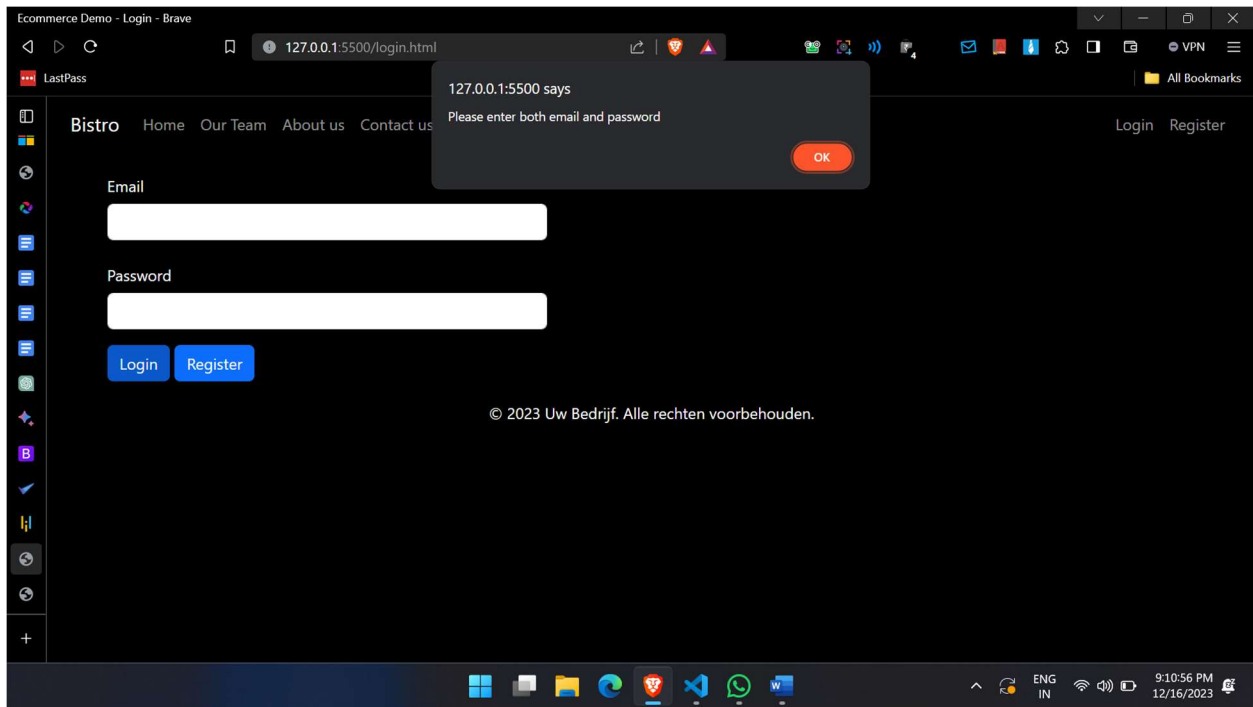 Ecommerce Demo - Login - Brave
127.0.0.1:5500/login.html
4
VPN
LastPass
All Bookmarks
127.0.0.1:5500 says
Please enter both email and password
OK
Bistro Home Our Team About us Contact us
Login Register
Email
Password
Login Register
© 2023 Uw Bedrijf. Alle rechten voorbehouden.
B
W
ENG
IN
9:10:56 PM
12/16/2023